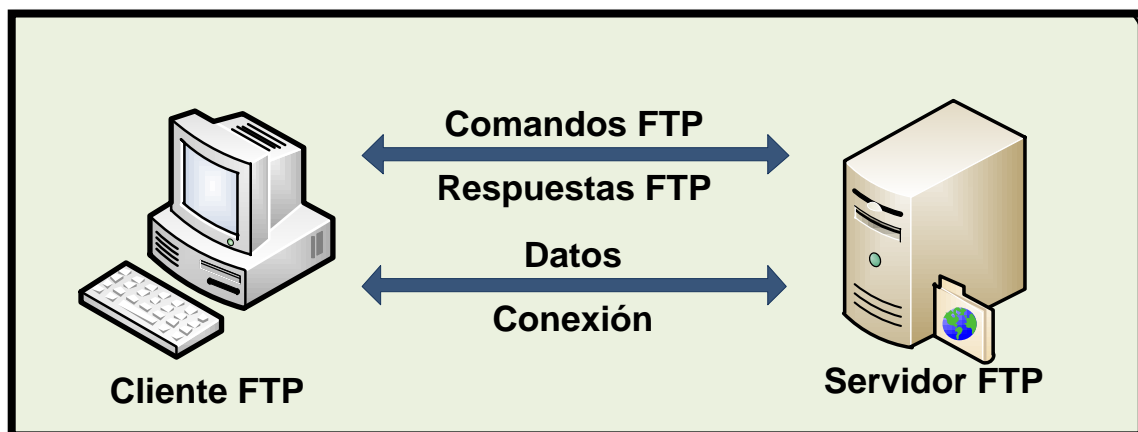 Comandos FTP
Respuestas FTP
Datos
Conexión
Cliente FTP
Servidor FTP